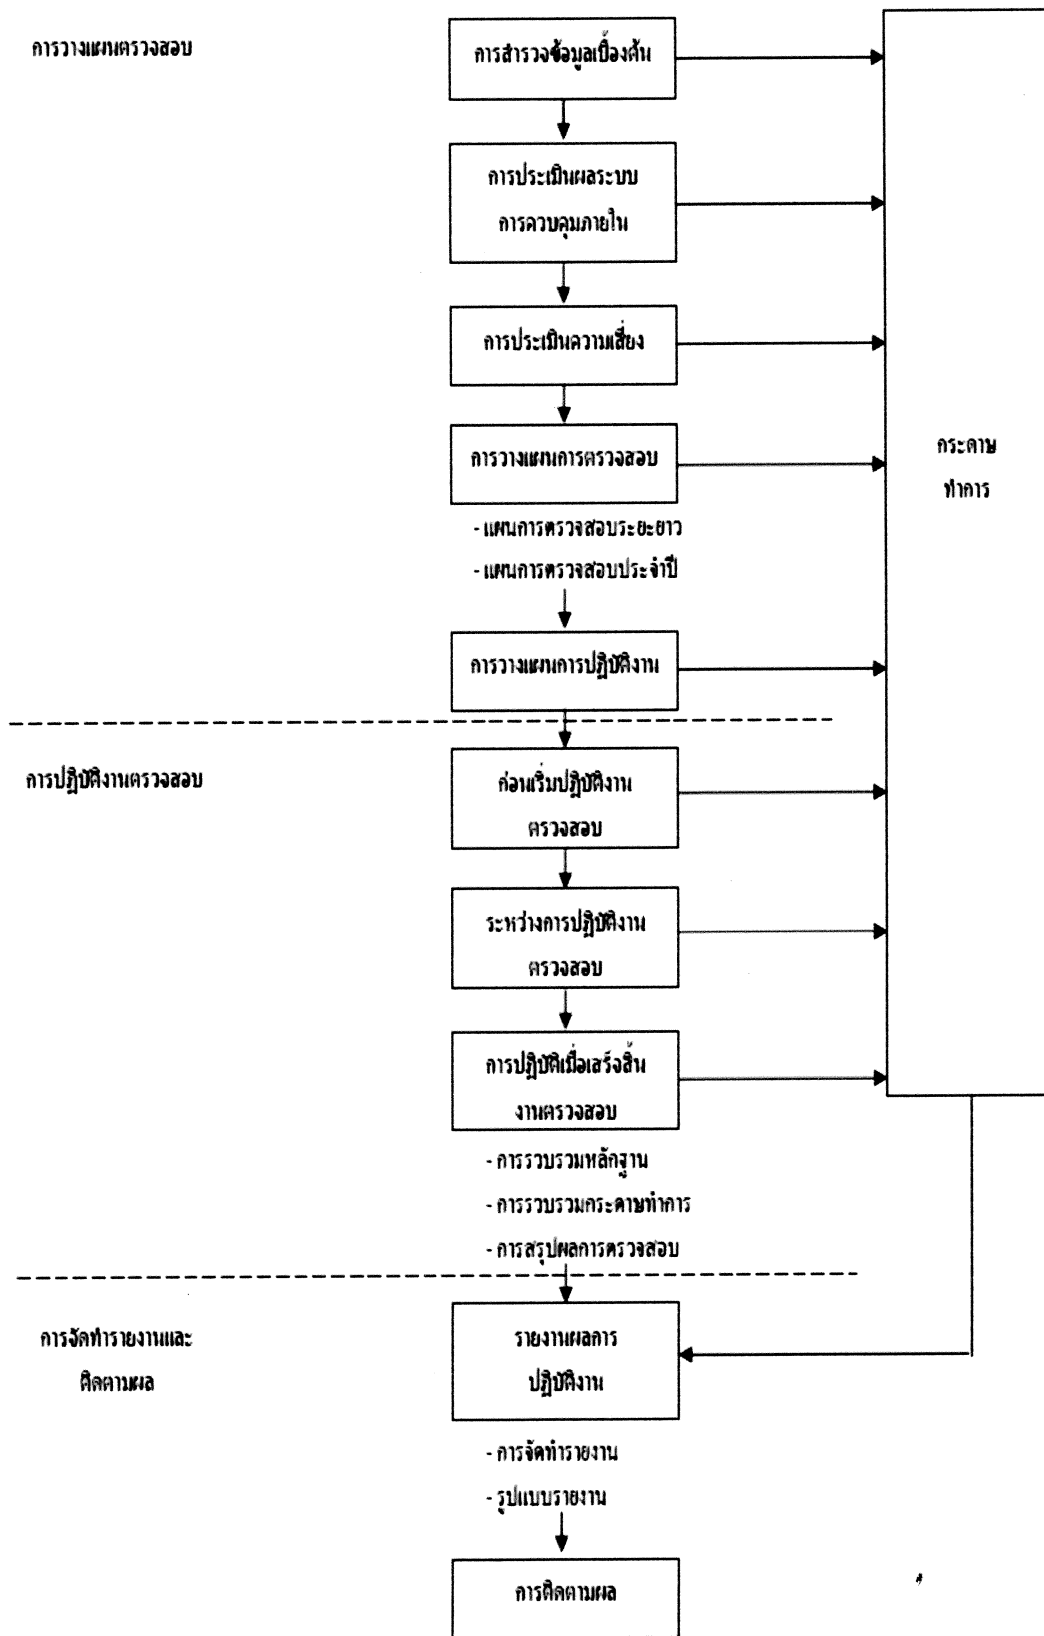 การวางแผนตรวจสอบ
การสำรวจข้อมูลเบื้องต้น
การประเมินผลระบบ
การควบคุมภายใน
การประเมินความเสี่ยง
การวางแผนการตรวจสอบ
- แผนการตรวจสอบระยะยาว
- แผนการตรวจสอบประจำปี
การวางแผนการปฏิบัติงาน
กระดาษ
ทำการ
การปฏิบัติงานตรวจสอบ
ก่อนเริ่มปฏิบัติงาน
ตรวจสอบ
ระหว่างการปฏิบัติงาน
ตรวจสอบ
การปฏิบัติเมื่อเสร็จสิ้น
งานตรวจสอบ
- การรวบรวมหลักฐาน
- การรวบรวมกระดาษทำการ
- การสรุปผลการตรวจสอบ
การจัดทำรายงานและ
ติดตามผล
รายงานผลการ
ปฏิบัติงาน
- การจัดทำรายงาน
- รูปแบบรายงาน
การติดตามผล